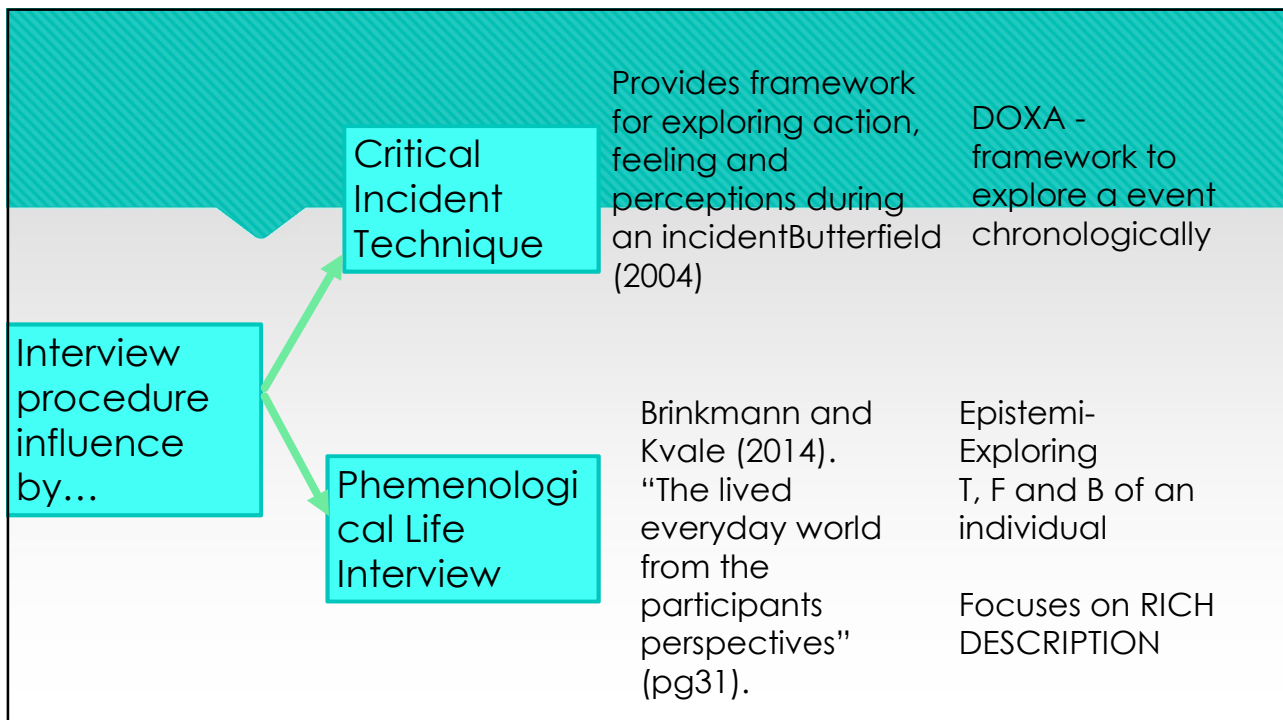 Interview
procedure
influence
by…
Critical
Incident
Technique
Provides framework
for exploring action,
feeling and
perceptions during
an incidentButterfield
(2004)
DOXA -
framework to
explore a event
chronologically
Phemenologi
cal Life
Interview
Brinkmann and
Kvale (2014).
“The lived
everyday world
from the
participants
perspectives”
(pg31).
Epistemi-
Exploring
T, F and B of an
individual
Focuses on RICH
DESCRIPTION